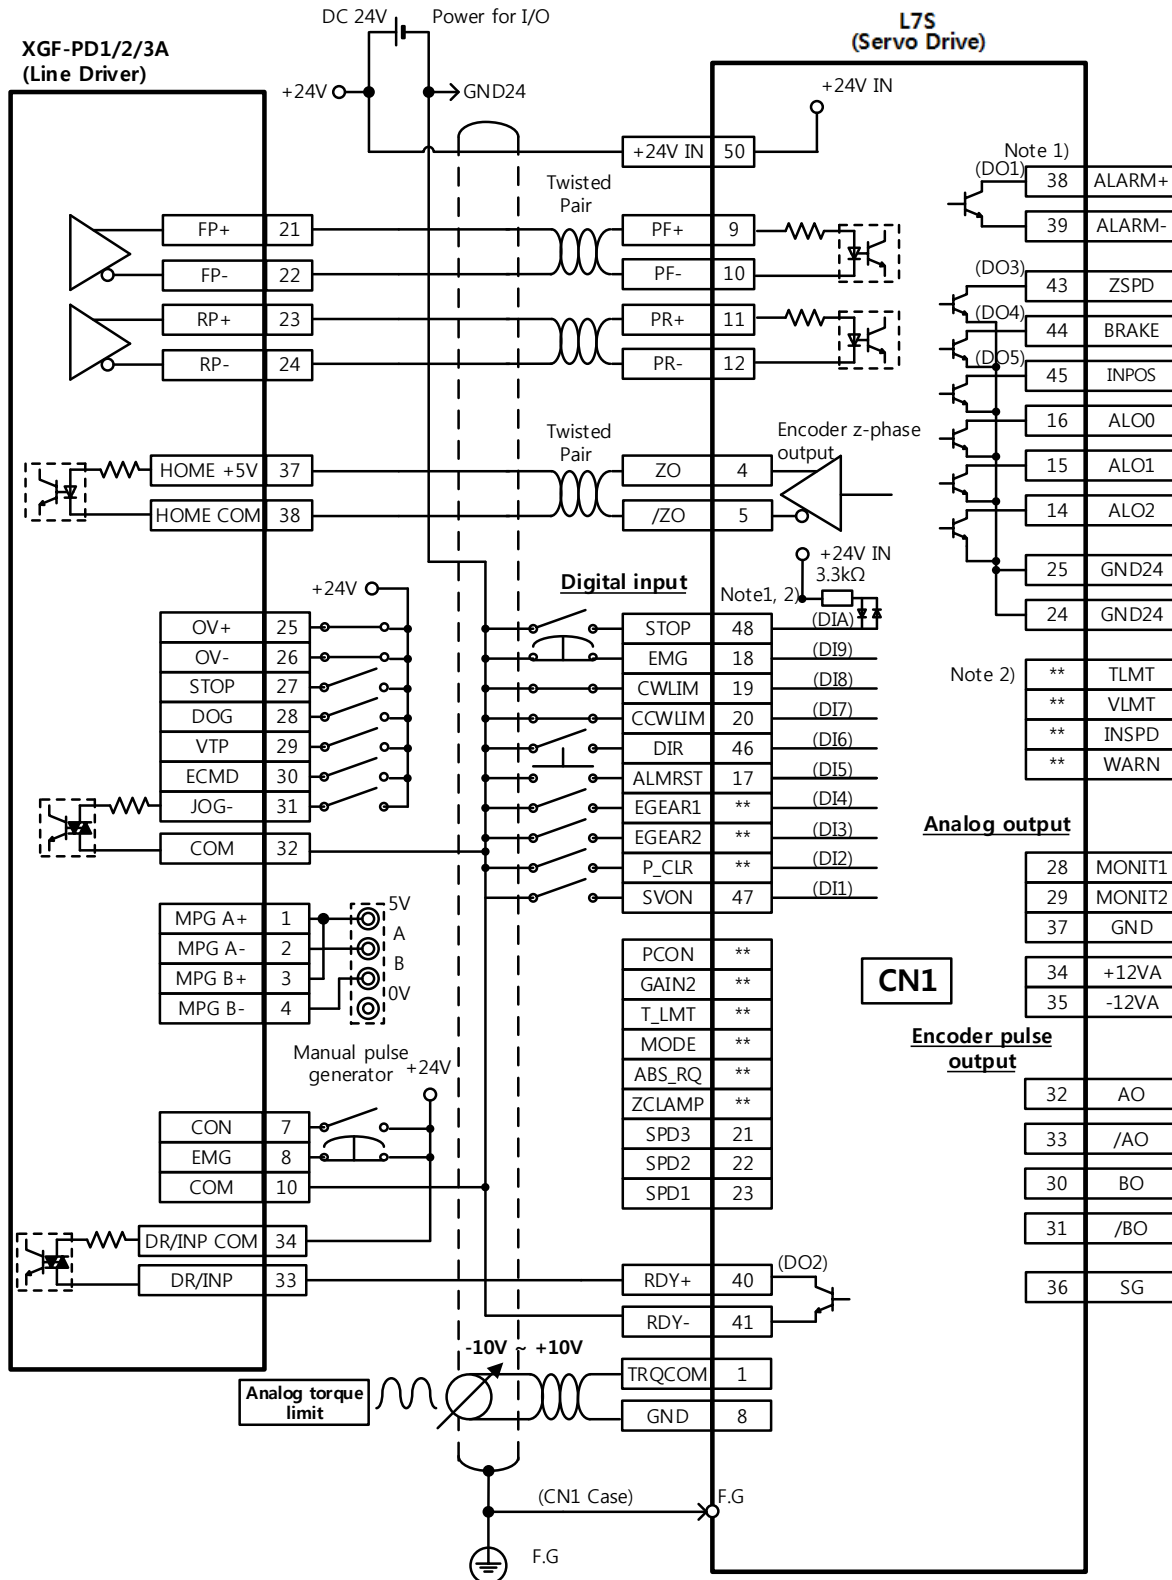 DC 24V
Power for I/O
L7S
(Servo Drive)
XGF-PD1/2/3A
(Line Driver)
+24V
GND24
+24V IN
+24V IN 50
Note 1)
(DO1)
38 ALARM+
39 ALARM-
Twisted
Pair
FP+ 21
PF+ 9
FP- 22
PF- 10
(DO3)
43 ZSPD
RP+ 23
PR+ 11
(DO4)
44 BRAKE
RP- 24
PR- 12
(DO5)
45 INPOS
16 ALO0
Twisted
Pair
Encoder z-phase
output
HOME +5V 37
ZO 4
15 ALO1
HOME COM 38
/ZO 5
14 ALO2
+24V IN
3.3kΩ
25 GND24
24 GND24
+24V
Digital input
Note1, 2)
OV+ 25
STOP 48
(DIA)
OV- 26
EMG 18
(DI9)
STOP 27
CWLIM 19
(DI8)
DOG 28
CCWLIM 20
(DI7)
VTP 29
DIR 46
(DI6)
ECMD 30
ALMRST 17
(DI5)
JOG- 31
EGEAR1 **
(DI4)
COM 32
EGEAR2 **
(DI3)
P_CLR **
(DI2)
SVON 47
(DI1)
Note 2)
** TLMT
** VLMT
** INSPD
** WARN
Analog output
28 MONIT1
29 MONIT2
37 GND
34 +12VA
35 -12VA
MPG A+ 1
MPG A- 2
MPG B+ 3
MPG B- 4
5V
A
B
0V
Manual pulse
generator
+24V
PCON **
GAIN2 **
T_LMT **
MODE **
ABS_RQ **
ZCLAMP **
SPD3 21
SPD2 22
SPD1 23
CN1
Encoder pulse
output
32 AO
33 /AO
30 BO
31 /BO
36 SG
CON 7
EMG 8
COM 10
DR/INP COM 34
DR/INP 33
RDY+ 40
(DO2)
RDY- 41
-10V ~ +10V
Analog torque
limit
TRQCOM 1
GND 8
(CN1 Case)
F.G
F.G